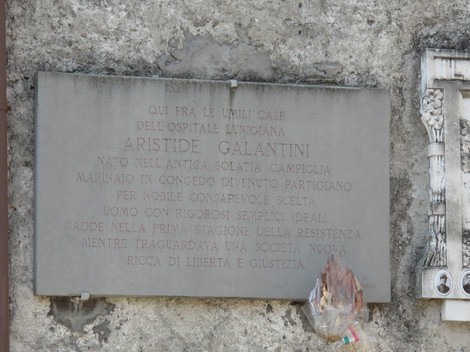 QUI FRA LE UMILI CASE
DELL'OSPITALE LUNIGIANA
ARISTIDE GALANTINI
NATO NELL'ANTICA SOLATIA CAMPIGLIA
MARINAIO IN CONGEDO DIVENUTO PARTIGIANO
PER NOBILE CONSAPEVOLE SCELTA
UOMO CON RIGOROSI SEMPLICI IDEALI
CADDE NELLA PRIMA STAGIONE DELLA RESISTENZA
MENTRE TRAGUARDAVA UNA SOCIETÀ NUOVA
RICCA DI LIBERTÀ E GIUSTIZIA